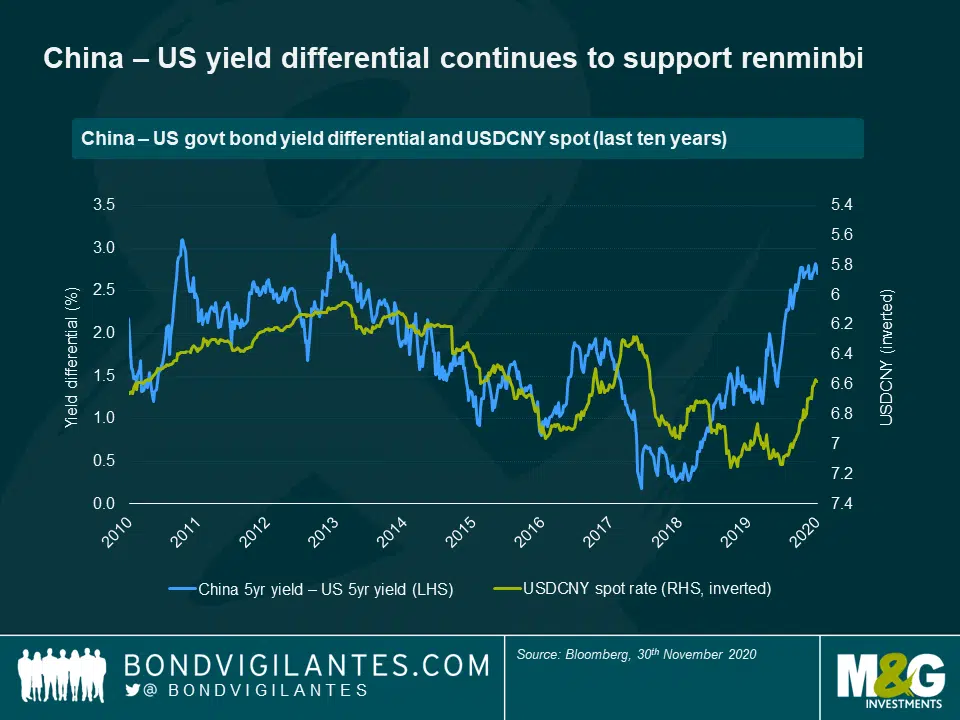 China – US yield differential continues to support renminbi
China – US govt bond yield differential and USDCNY spot (last ten years)
Yield differential (%)
3.5
3.0
2.5
2.0
1.5
1.0
0.5
0.0
5.4
5.6
5.8
6
6.2
6.4
6.6
6.8
7
7.2
7.4
USDCNY (inverted)
2010
2011
2012
2013
2014
2015
2016
2017
2018
2019
2020
China 5yr yield – US 5yr yield (LHS)
USDCNY spot rate (RHS, inverted)
BONDVIGILANTES.COM
@ BONDVIGILANTES
Source: Bloomberg, 30th November 2020
M&G
INVESTMENTS